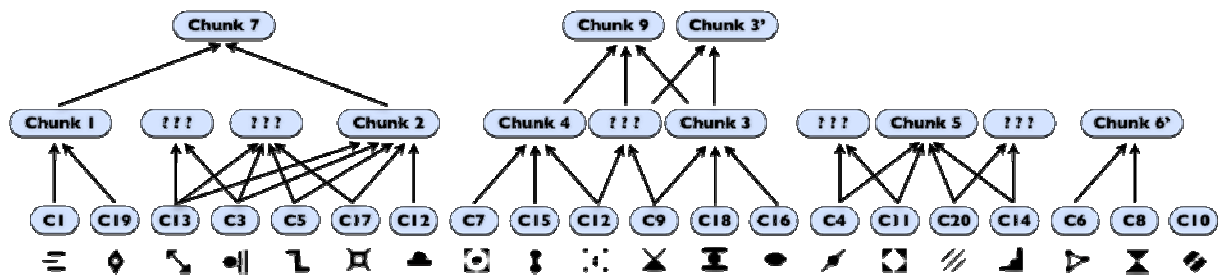 Chunk 7 Chunk 9 Chunk 3’
Chunk 1 ??? ??? Chunk 2 Chunk 4 ??? Chunk 3 ??? Chunk 5 ??? Chunk 6’
C1 C19 C13 C3 C5 C17 C12 C7 C15 C12 C9 C18 C16 C4 C11 C20 C14 C6 C8 C10